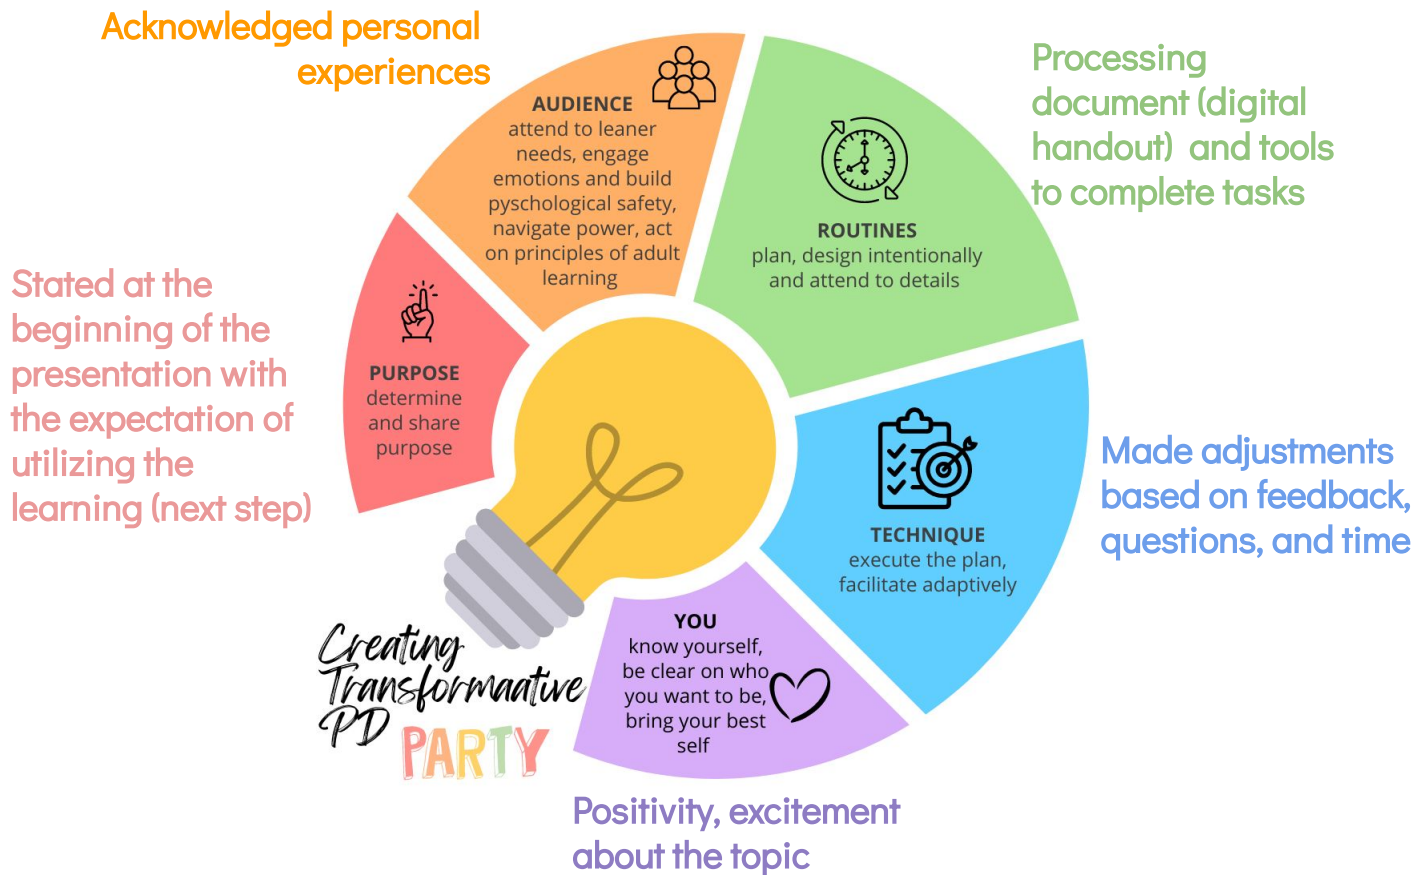 Acknowledged personal
experiences
AUDIENCE
attend to leaner
needs, engage
emotions and build
pyschological safety,
navigate power, act
on principles of adult
learning
Processing
document (digital
handout) and tools
to complete tasks
ROUTINES
plan, design intentionally
and attend to details
Stated at the
beginning of the
presentation with
the expectation of
utilizing the
learning (next step)
PURPOSE
determine
and share
purpose
TECHNIQUE
execute the plan,
facilitate adaptively
Made adjustments
based on feedback,
questions, and time
YOU
know yourself,
be clear on who
you want to be,
bring your best
self
Creating
Transformaative
PD PARTY
Positivity, excitement
about the topic